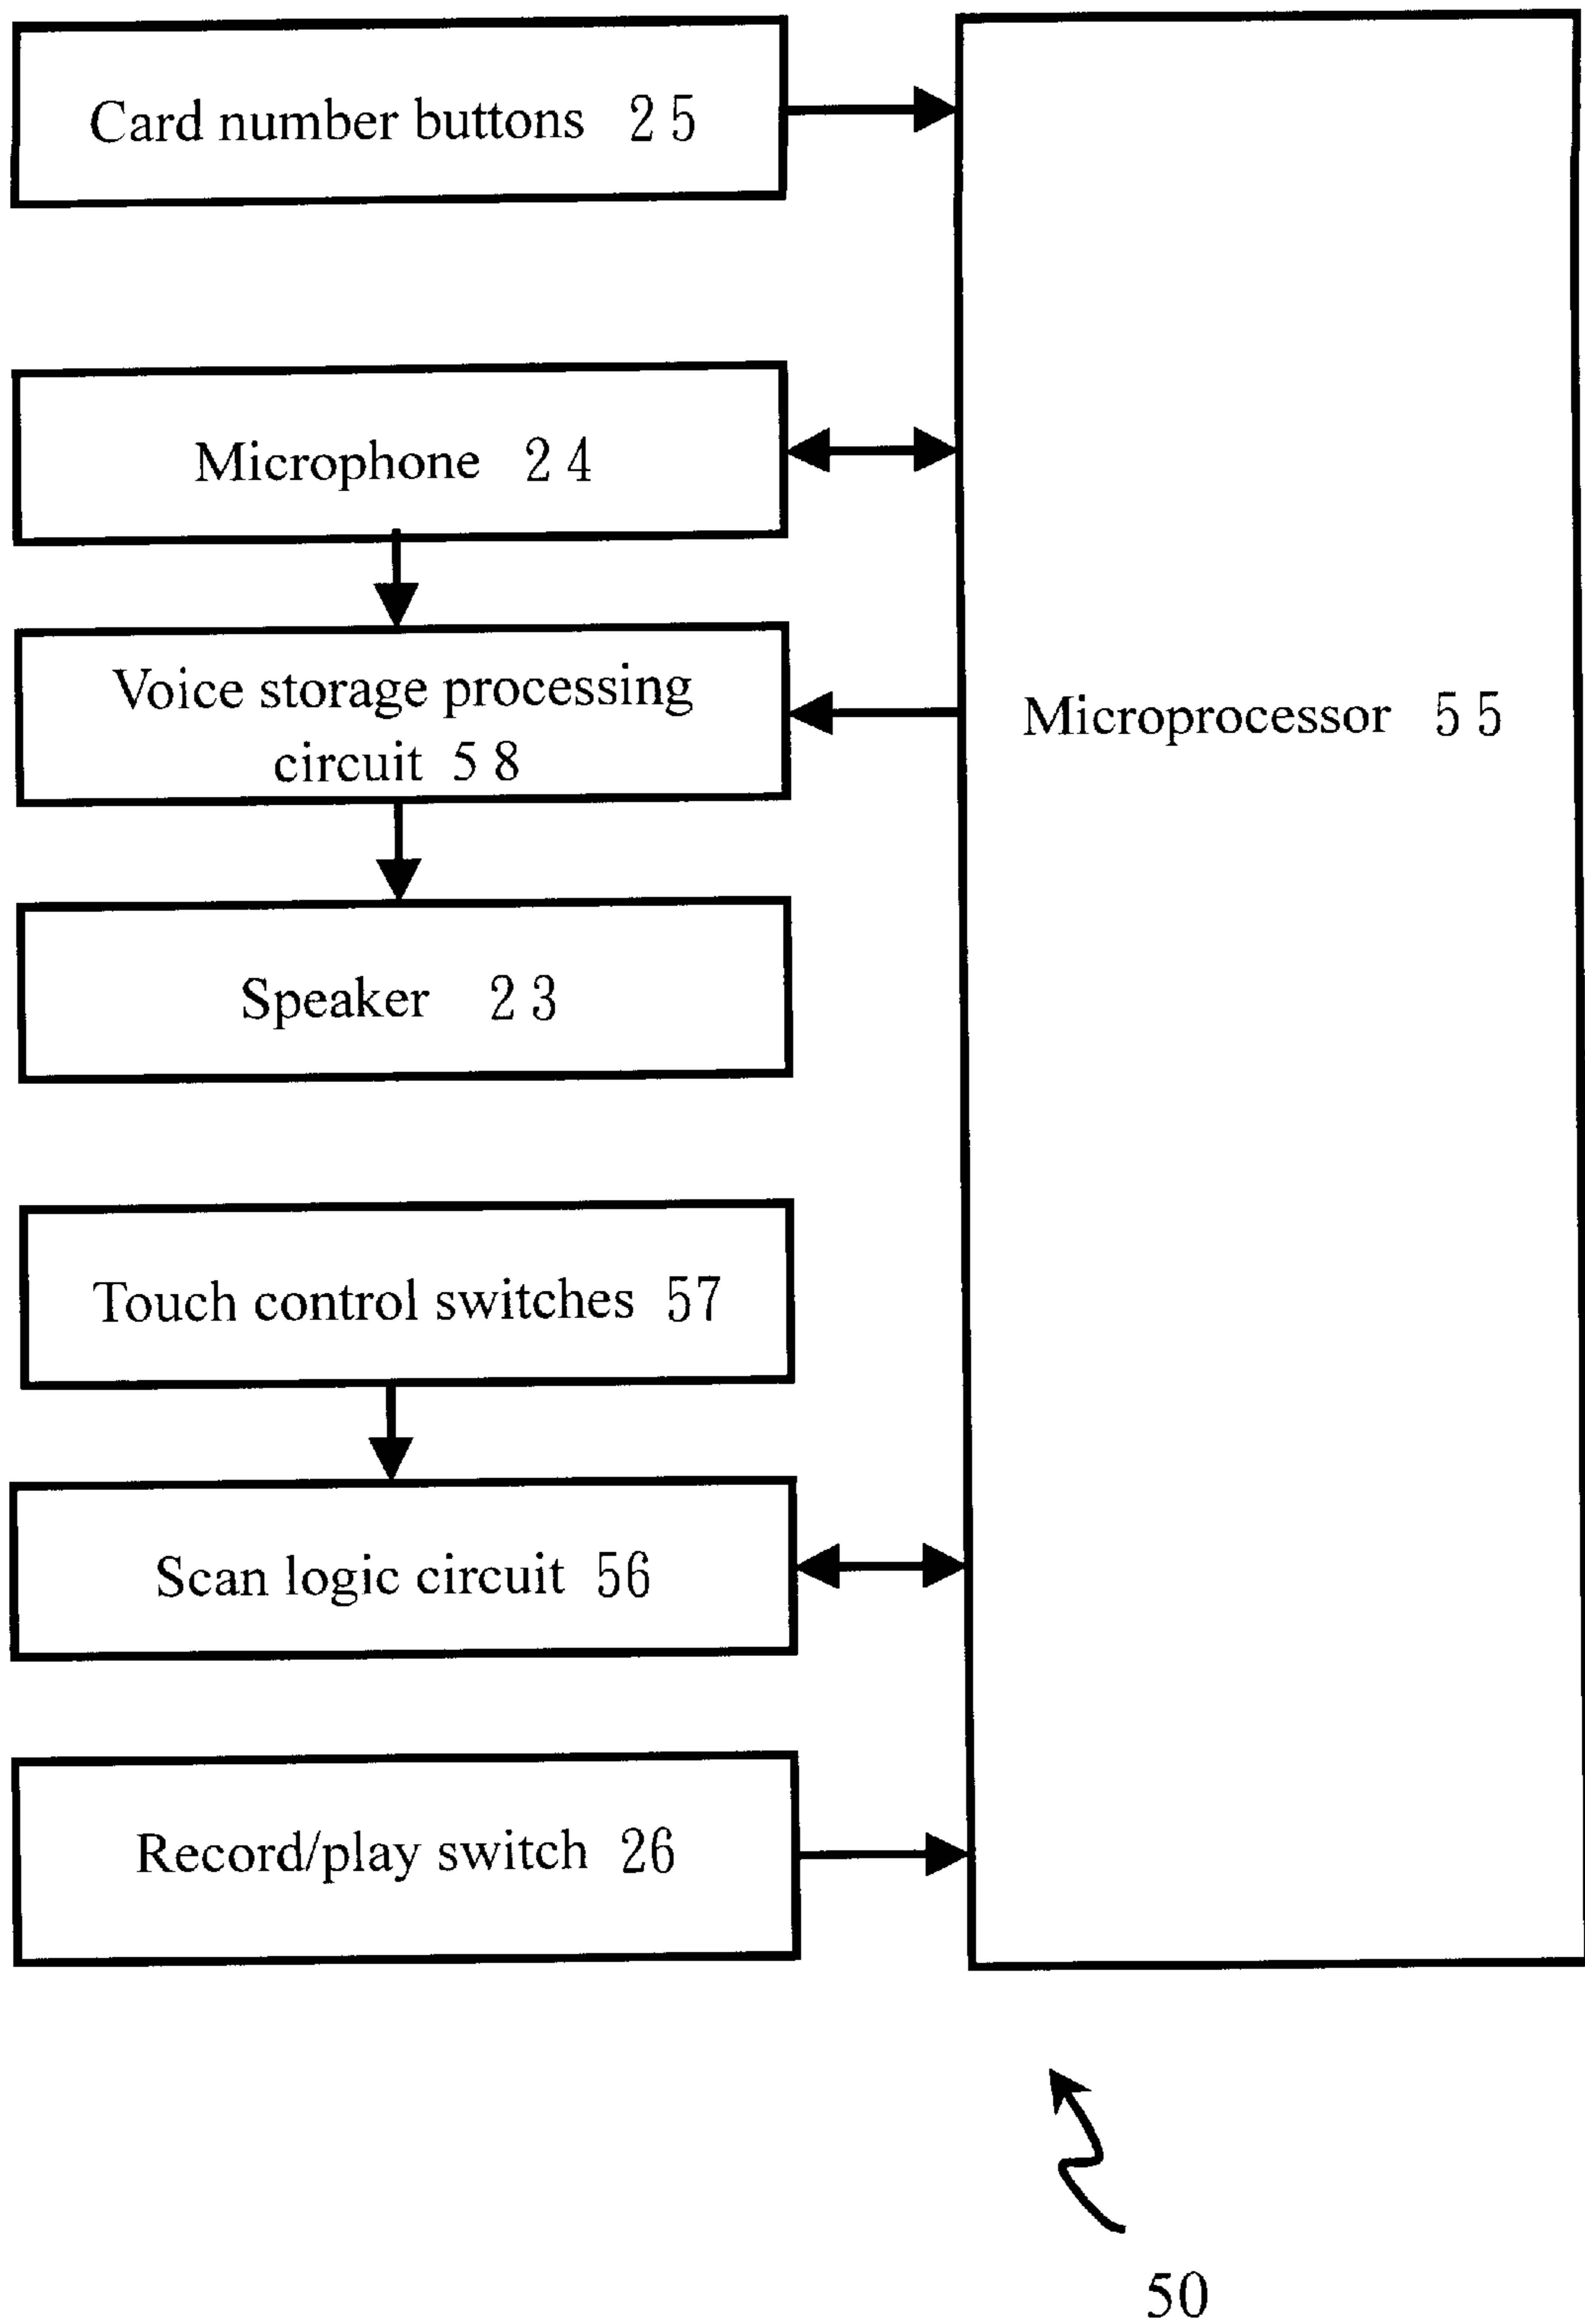 Card number buttons 25
Microphone 24
Voice storage processing
circuit 58
Microprocessor 55
Speaker 23
Touch control switches 57
Scan logic circuit 56
Record/play switch 26
50